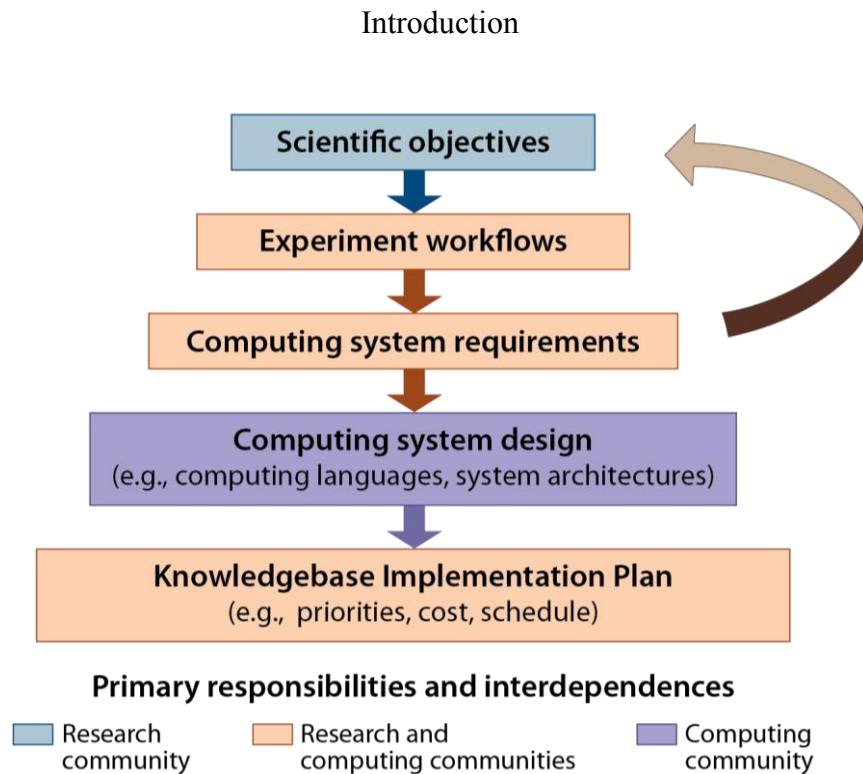 Introduction
Scientific objectives
Experiment workflows
Computing system requirements
Computing system design
(e.g., computing languages, system architectures)
Knowledgebase Implementation Plan
(e.g.,  priorities, cost, schedule)
Primary responsibilities and interdependences
Research
community
Research and
computing communities
Computing
community